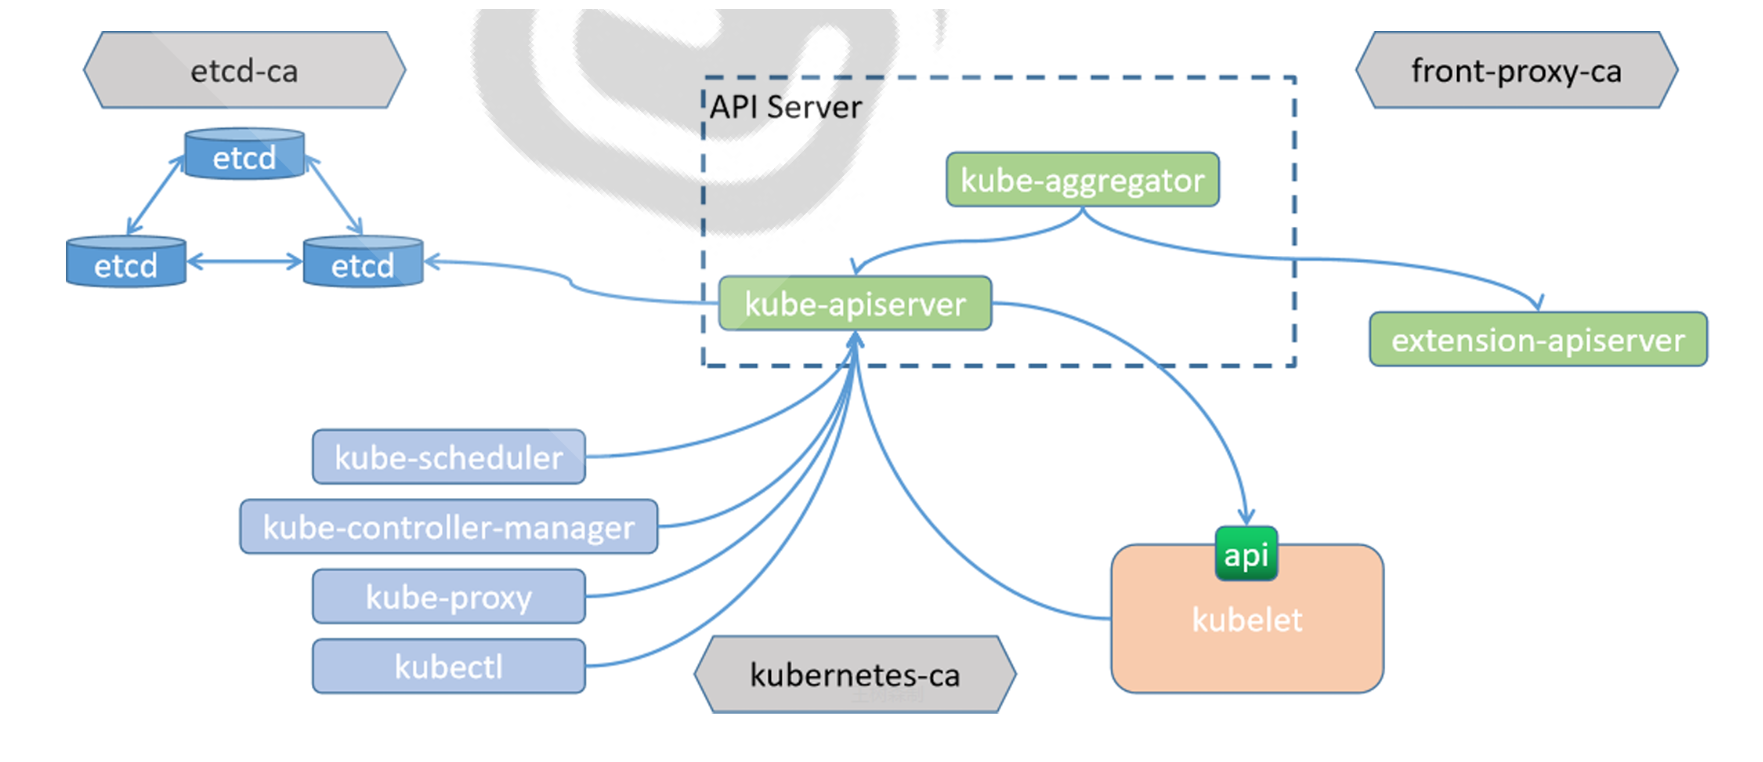 etcd-ca
front-proxy-ca
API Server
etcd
kube-aggregator
etcd
etcd
kube-apiserver
extension-apiserver
kube-scheduler
kube-controller-manager
api
kube-proxy
kubelet
kubectl
kubernetes-ca